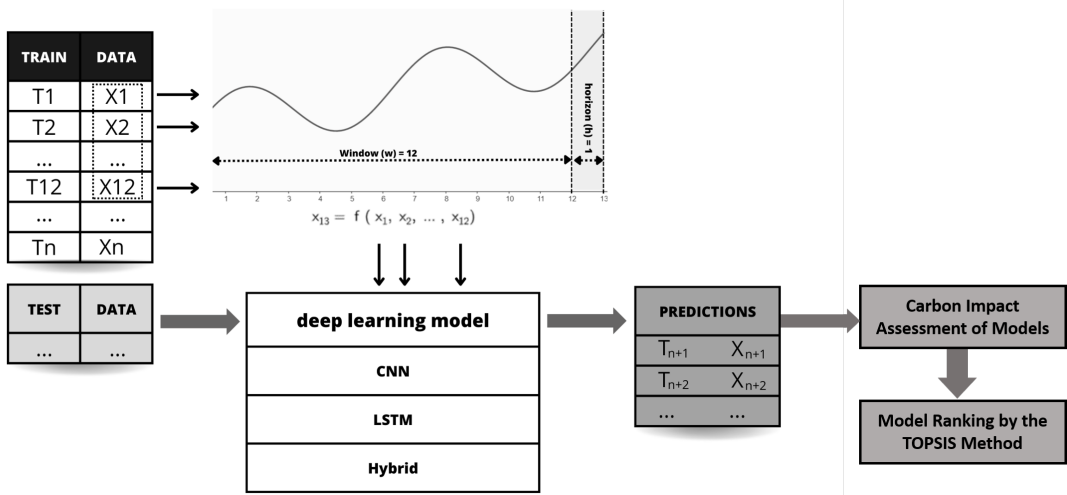 TRAIN DATA
T1 X1
T2 X2
... ...
T12 X12
... ...
Tn Xn
horizon (h) = 1
Window (w) = 12
1 2 3 4 5 6 7 8 9 10 11 12 13
x₁₃ = f ( x₁, x₂, ... , x₁₂)
TEST DATA
... ...
deep learning model
CNN
LSTM
Hybrid
PREDICTIONS
Tₙ₊₁ Xₙ₊₁
Tₙ₊₂ Xₙ₊₂
... ...
Carbon Impact
Assessment of Models
Model Ranking by the
TOPSIS Method